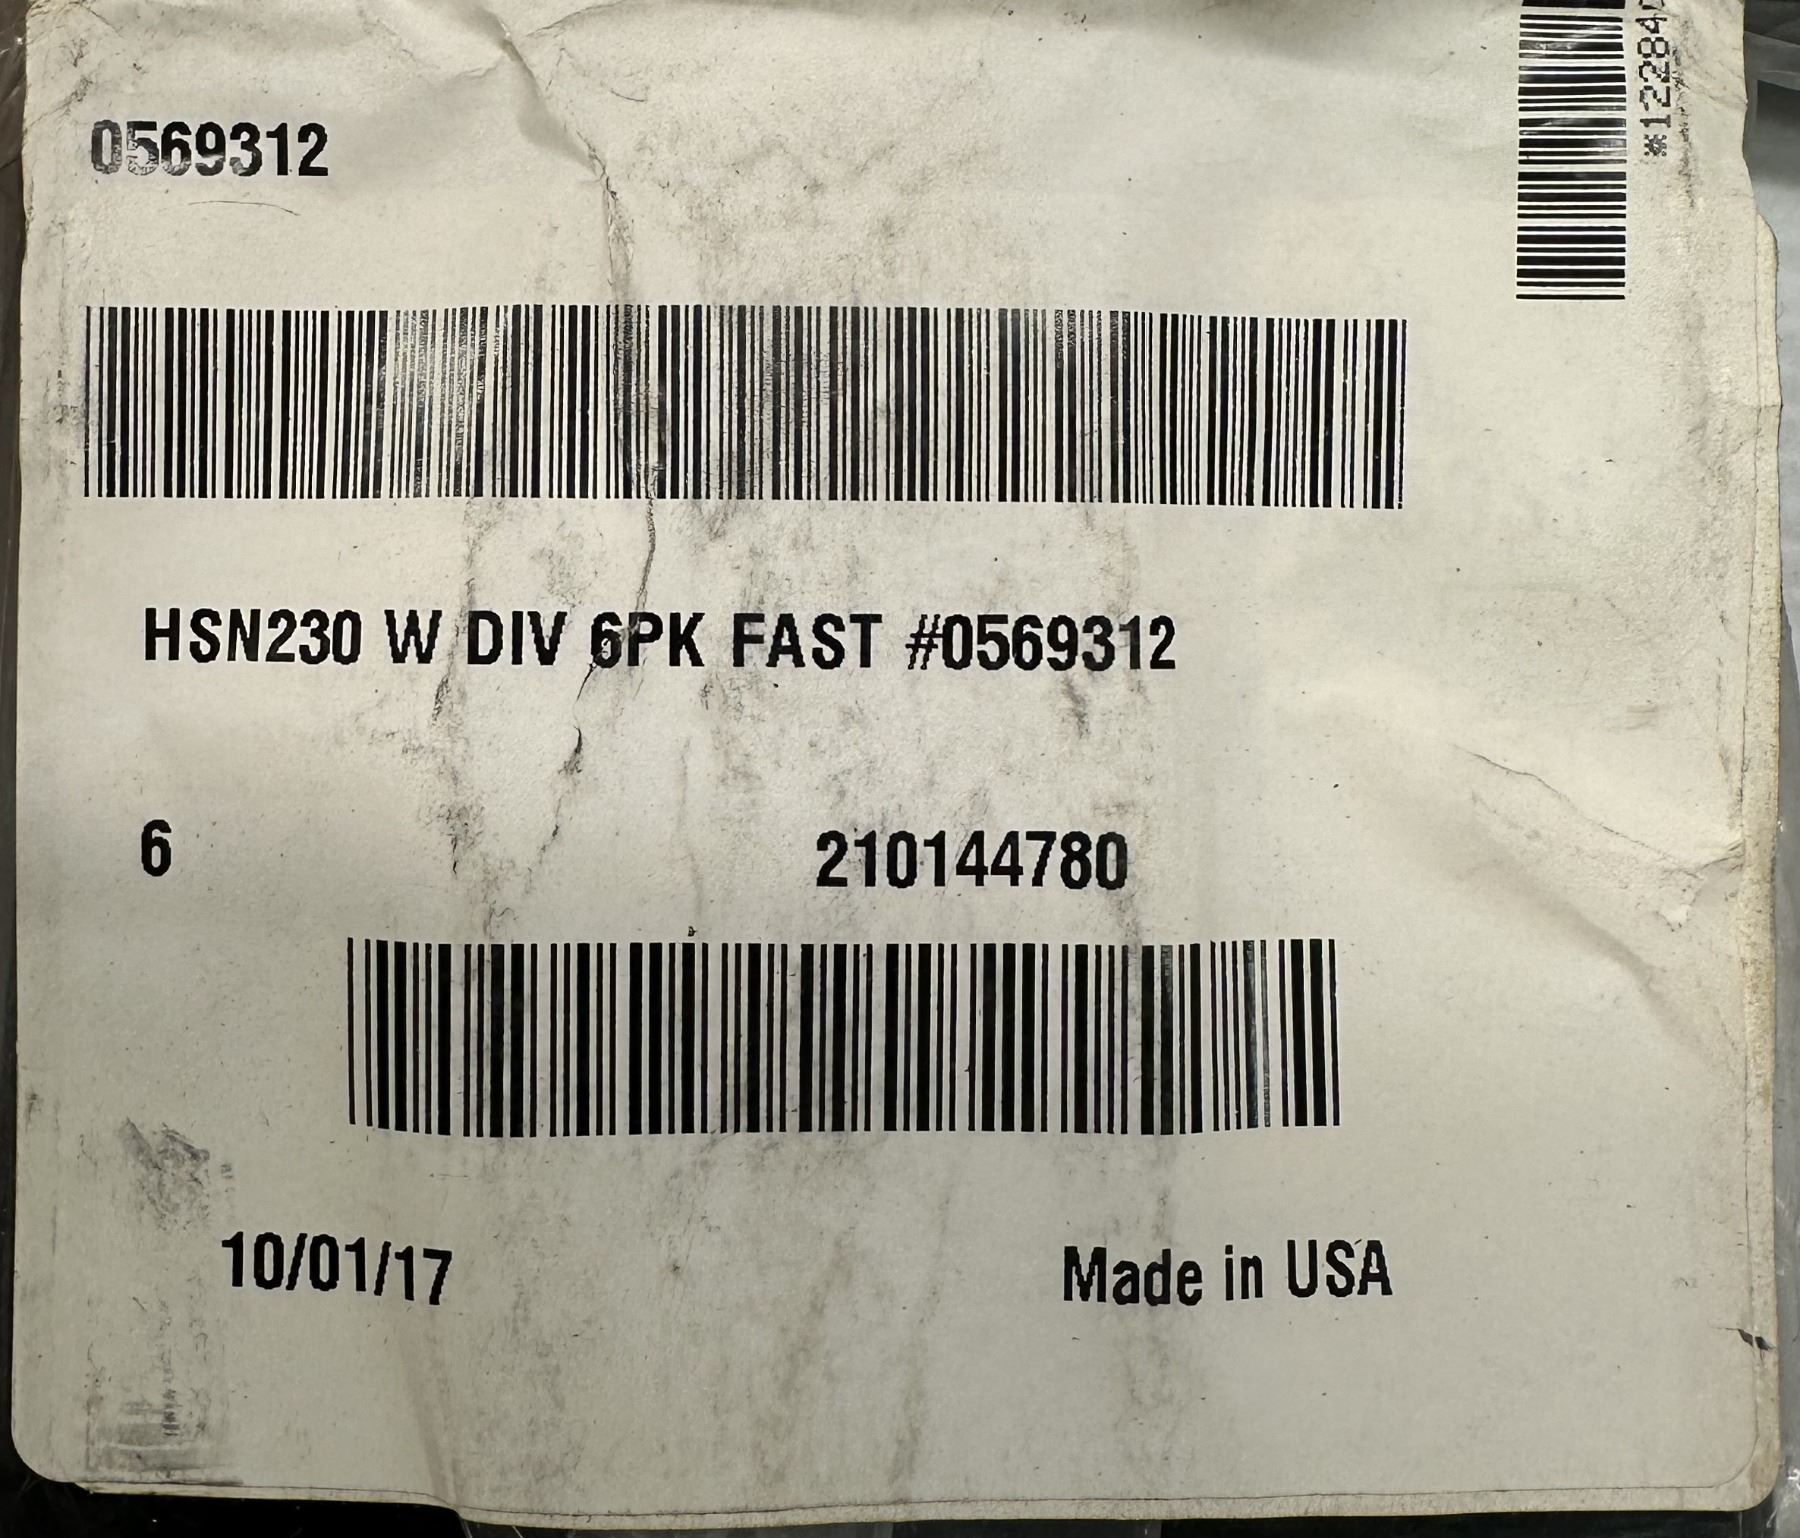 0569312
HSN230 W DIV 6PK FAST #0569312
6 210144780
10/01/17 Made in USA